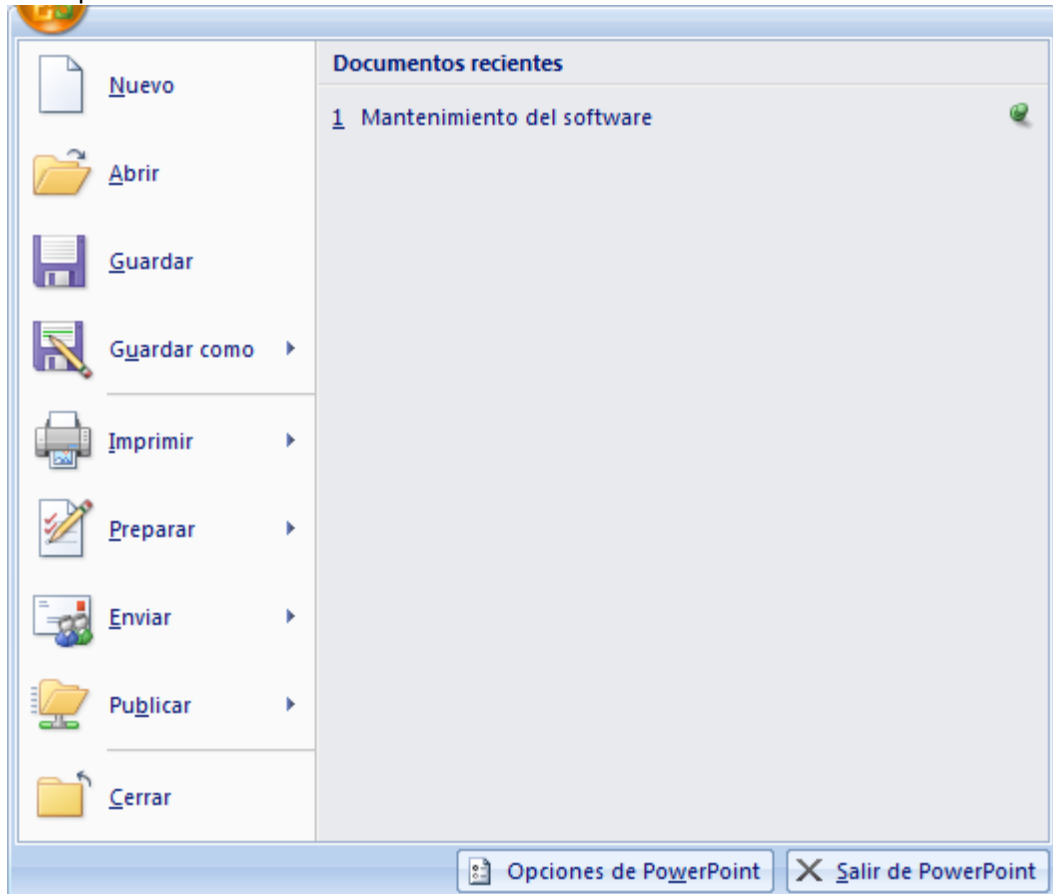 Nuevo
Abrir
Guardar
Guardar como
Imprimir
Preparar
Enviar
Publicar
Cerrar
Documentos recientes
1 Mantenimiento del software
Opciones de PowerPoint
Salir de PowerPoint